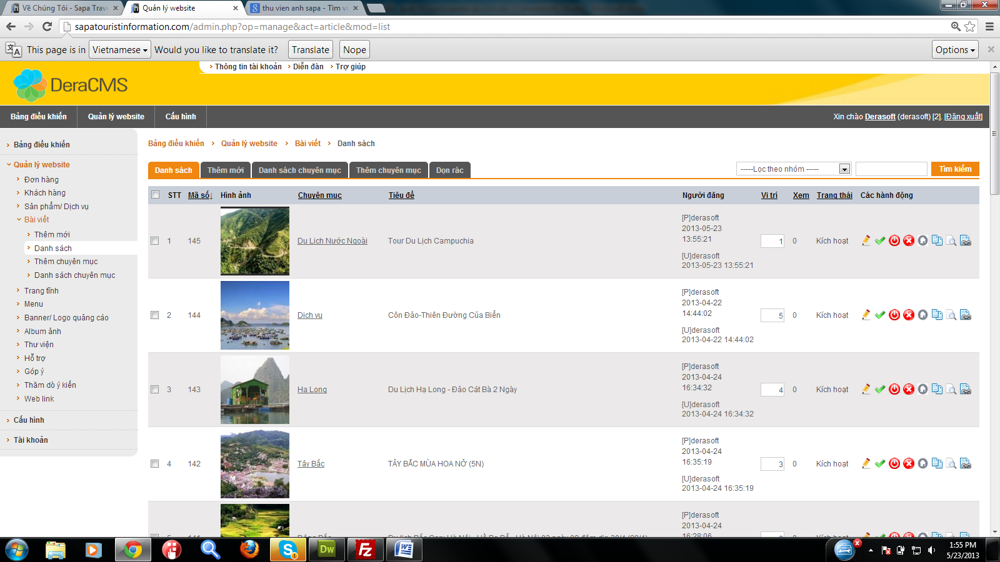 Về Chúng Tôi - Sapa Trave
Quản lý website
thu vien anh sapa - Tìm v
sapatouristinformation.com/admin.php?op=manage&act=article&mod=list
This page is in Vietnamese Would you like to translate it? Translate Nope Options
Thông tin tài khoản Diễn đàn Trợ giúp
DeraCMS
Bảng điều khiển Quản lý website Cấu hình Xin chào Derasoft (derasoft) [2]. [Đăng xuất]
Bảng điều khiển
Quản lý website
Đơn hàng
Khách hàng
Sản phẩm/ Dịch vụ
Bài viết
Thêm mới
Danh sách
Thêm chuyên mục
Danh sách chuyên mục
Trang tĩnh
Menu
Banner/ Logo quảng cáo
Album ảnh
Thư viện
Hỗ trợ
Góp ý
Thăm dò ý kiến
Web link
Cấu hình
Tài khoản
Bảng điều khiển › Quản lý website › Bài viết › Danh sách
Danh sách Thêm mới Danh sách chuyên mục Thêm chuyên mục Dọn rác -----Lọc theo nhóm ----- Tìm kiếm
STT Mã số↓ Hình ảnh Chuyên mục Tiêu đề Người đăng Vị trí Xem Trạng thái Các hành động
1 145 Du Lịch Nước Ngoài Tour Du Lịch Campuchia 1 0 Kích hoạt
[P]derasoft
2013-05-23
13:55:21
[U]derasoft
2013-05-23 13:55:21
2 144 Dịch vụ Côn Đảo-Thiên Đường Của Biển 5 0 Kích hoạt
[P]derasoft
2013-04-22
14:44:02
[U]derasoft
2013-04-22 14:44:02
3 143 Hạ Long Du Lịch Hạ Long - Đảo Cát Bà 2 Ngày 4 0 Kích hoạt
[P]derasoft
2013-04-24
16:34:32
[U]derasoft
2013-04-24 16:34:32
4 142 Tây Bắc TÂY BẮC MÙA HOA NỞ (5N) 3 0 Kích hoạt
[P]derasoft
2013-04-24
16:35:19
[U]derasoft
2013-04-24 16:35:19
[P]derasoft
2013-04-24
16:28:06
Dw
1:55 PM
5/23/2013